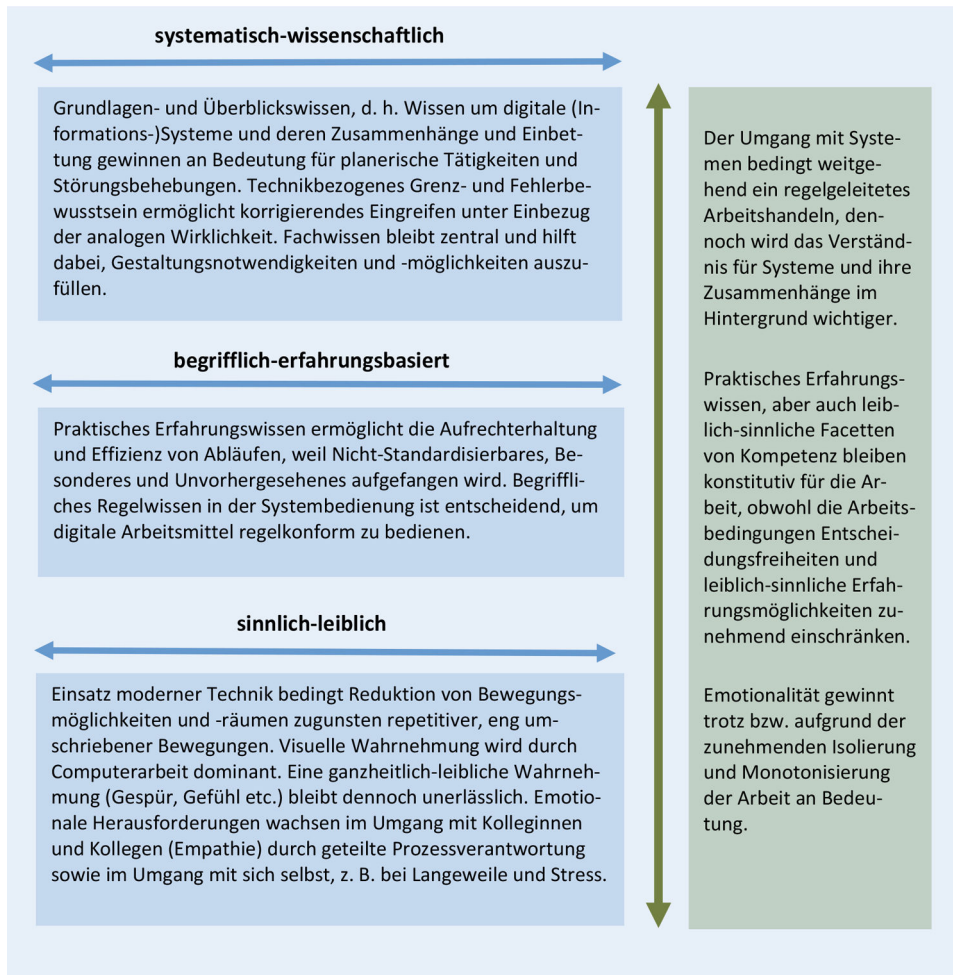 systematisch-wissenschaftlich
Grundlagen- und Überblickswissen, d. h. Wissen um digitale (In-
formations-)Systeme und deren Zusammenhänge und Einbet-
tung gewinnen an Bedeutung für planerische Tätigkeiten und
Störungsbehebungen. Technikbezogenes Grenz- und Fehlerbe-
wusstsein ermöglicht korrigierendes Eingreifen unter Einbezug
der analogen Wirklichkeit. Fachwissen bleibt zentral und hilft
dabei, Gestaltungsnotwendigkeiten und -möglichkeiten auszu-
füllen.
begrifflich-erfahrungsbasiert
Praktisches Erfahrungswissen ermöglicht die Aufrechterhaltung
und Effizienz von Abläufen, weil Nicht-Standardisierbares, Be-
sonderes und Unvorhergesehenes aufgefangen wird. Begriffli-
ches Regelwissen in der Systembedienung ist entscheidend, um
digitale Arbeitsmittel regelkonform zu bedienen.
sinnlich-leiblich
Einsatz moderner Technik bedingt Reduktion von Bewegungs-
möglichkeiten und -räumen zugunsten repetitiver, eng um-
schriebener Bewegungen. Visuelle Wahrnehmung wird durch
Computerarbeit dominant. Eine ganzheitlich-leibliche Wahrneh-
mung (Gespür, Gefühl etc.) bleibt dennoch unerlässlich. Emotio-
nale Herausforderungen wachsen im Umgang mit Kolleginnen
und Kollegen (Empathie) durch geteilte Prozessverantwortung
sowie im Umgang mit sich selbst, z. B. bei Langeweile und Stress.
Der Umgang mit Syste-
men bedingt weitge-
hend ein regelgeleitetes
Arbeitshandeln, den-
noch wird das Verständ-
nis für Systeme und ihre
Zusammenhänge im
Hintergrund wichtiger.
Praktisches Erfahrungs-
wissen, aber auch leib-
lich-sinnliche Facetten
von Kompetenz bleiben
konstitutiv für die Ar-
beit, obwohl die Arbeits-
bedingungen Entschei-
dungsfreiheiten und
leiblich-sinnliche Erfah-
rungsmöglichkeiten zu-
nehmend einschränken.
Emotionalität gewinnt
trotz bzw. aufgrund der
zunehmenden Isolierung
und Monotonisierung
der Arbeit an Bedeu-
tung.